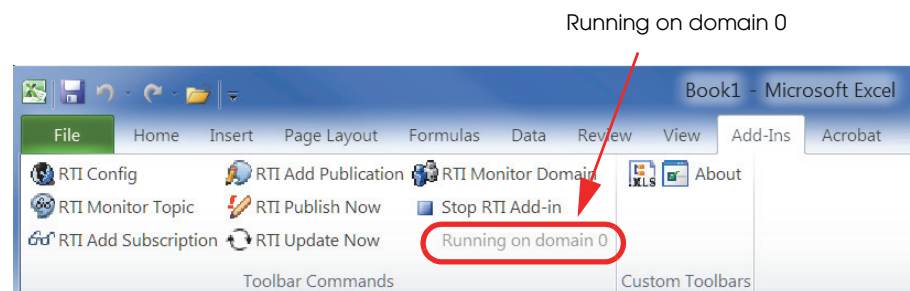 Running on domain 0
Book1 - Microsoft Excel
File Home Insert Page Layout Formulas Data Review View Add-Ins Acrobat
RTI Config RTI Add Publication RTI Monitor Domain .XLS About
RTI Monitor Topic RTI Publish Now Stop RTI Add-in
RTI Add Subscription RTI Update Now Running on domain 0
Toolbar Commands Custom Toolbars